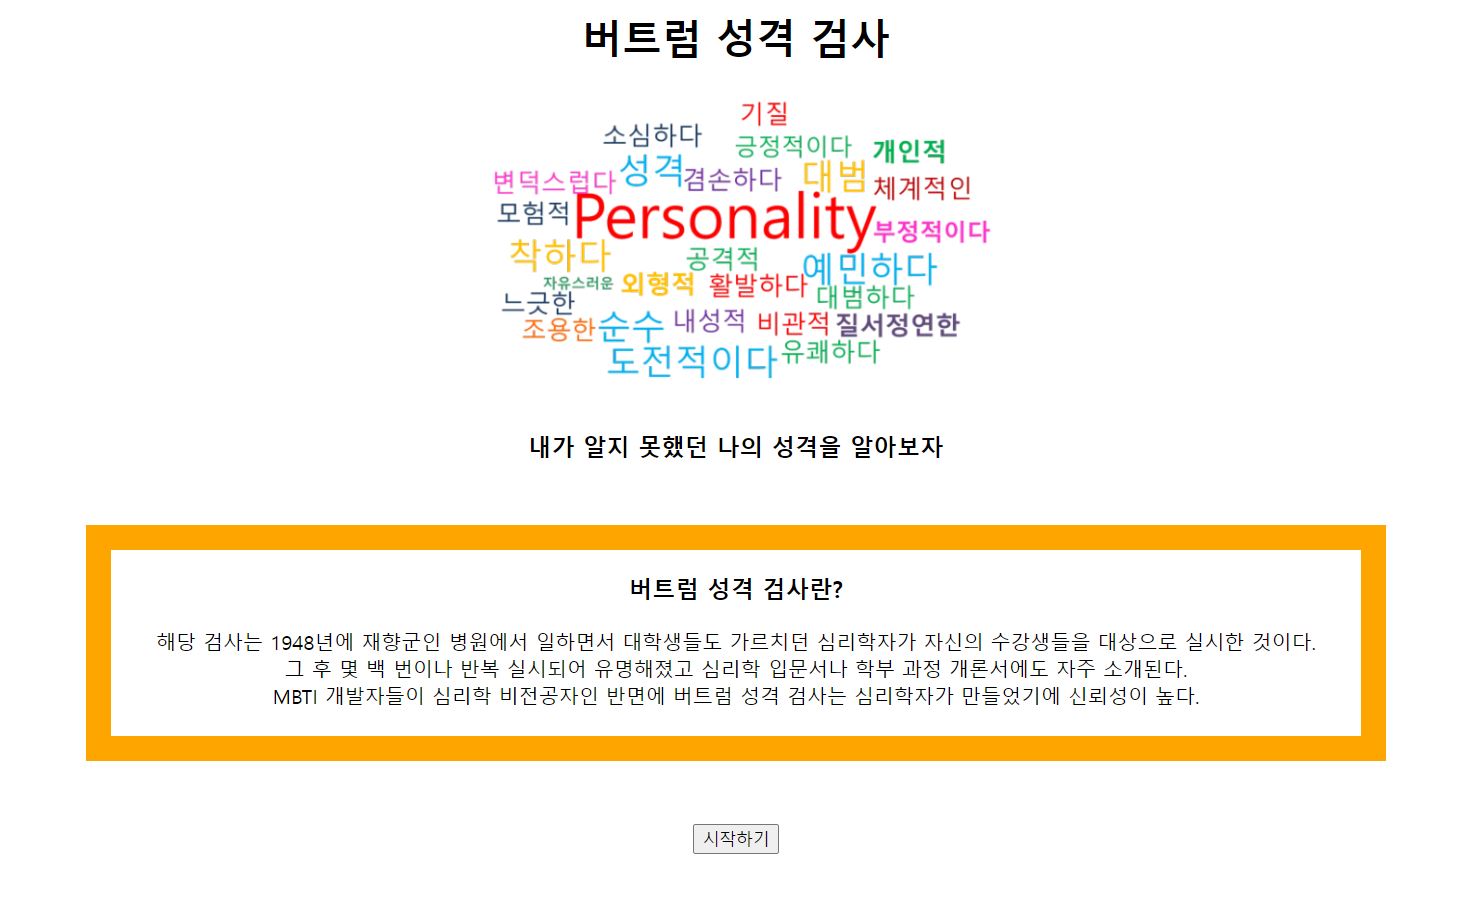 버트럼 성격 검사
기질
소심하다
긍정적이다
개인적
성격
겸손하다
대범
변덕스럽다
체계적인
모험적
Personality
부정적이다
착하다
공격적
예민하다
자유스러운
외형적
활발하다
느긋한
대범하다
조용한
순수
내성적
비관적
질서정연한
도전적이다
유쾌하다
내가 알지 못했던 나의 성격을 알아보자
버트럼 성격 검사란?
해당 검사는 1948년에 재향군인 병원에서 일하면서 대학생들도 가르치던 심리학자가 자신의 수강생들을 대상으로 실시한 것이다.
그 후 몇 백 번이나 반복 실시되어 유명해졌고 심리학 입문서나 학부 과정 개론서에도 자주 소개된다.
MBTI 개발자들이 심리학 비전공자인 반면에 버트럼 성격 검사는 심리학자가 만들었기에 신뢰성이 높다.
시작하기